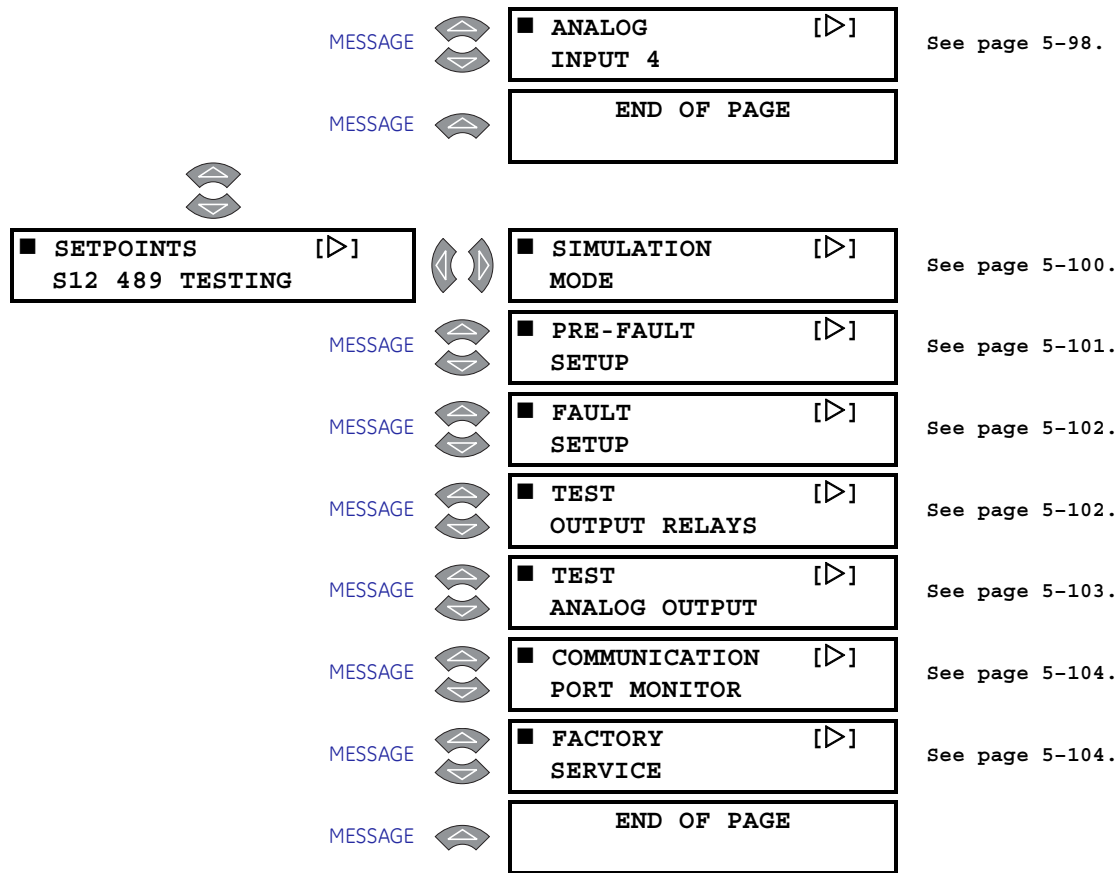 MESSAGE ■ ANALOG [▷] See page 5-98.
INPUT 4
MESSAGE END OF PAGE
■ SETPOINTS [▷] ■ SIMULATION [▷] See page 5-100.
S12 489 TESTING MODE
MESSAGE ■ PRE-FAULT [▷] See page 5-101.
SETUP
MESSAGE ■ FAULT [▷] See page 5-102.
SETUP
MESSAGE ■ TEST [▷] See page 5-102.
OUTPUT RELAYS
MESSAGE ■ TEST [▷] See page 5-103.
ANALOG OUTPUT
MESSAGE ■ COMMUNICATION [▷] See page 5-104.
PORT MONITOR
MESSAGE ■ FACTORY [▷] See page 5-104.
SERVICE
MESSAGE END OF PAGE